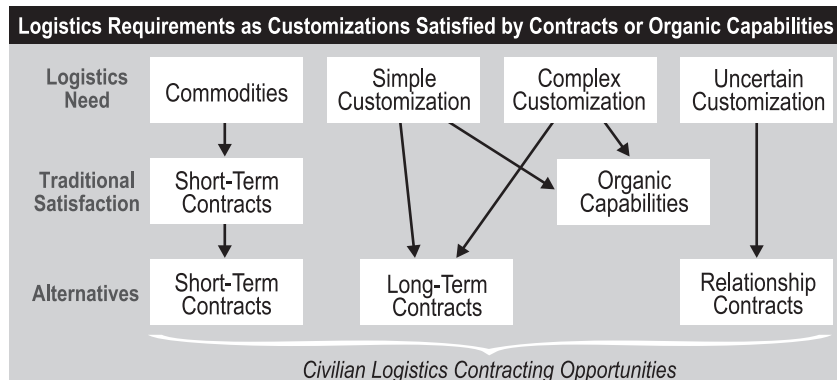 Logistics Requirements as Customizations Satisfied by Contracts or Organic Capabilities
Logistics
Need
Commodities
Simple
Customization
Complex
Customization
Uncertain
Customization
Traditional
Satisfaction
Short-Term
Contracts
Organic
Capabilities
Alternatives
Short-Term
Contracts
Long-Term
Contracts
Relationship
Contracts
Civilian Logistics Contracting Opportunities